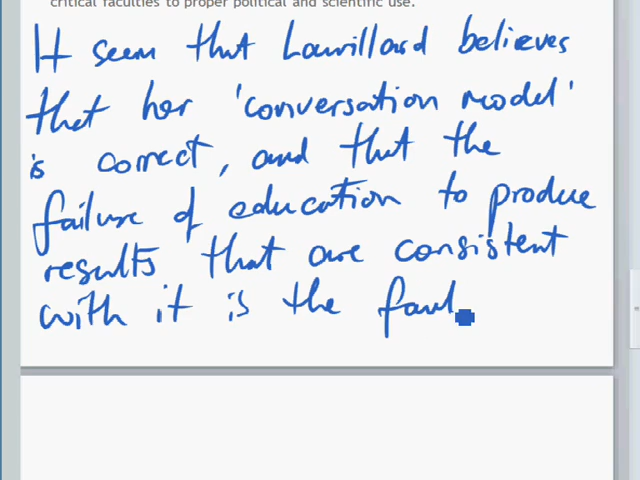 critical faculties to proper political and scientific use.
It seem that Laurillard believes
that her 'conversation model'
is correct, and that the
failure of education to produce
results that are consistent
with it is the faul